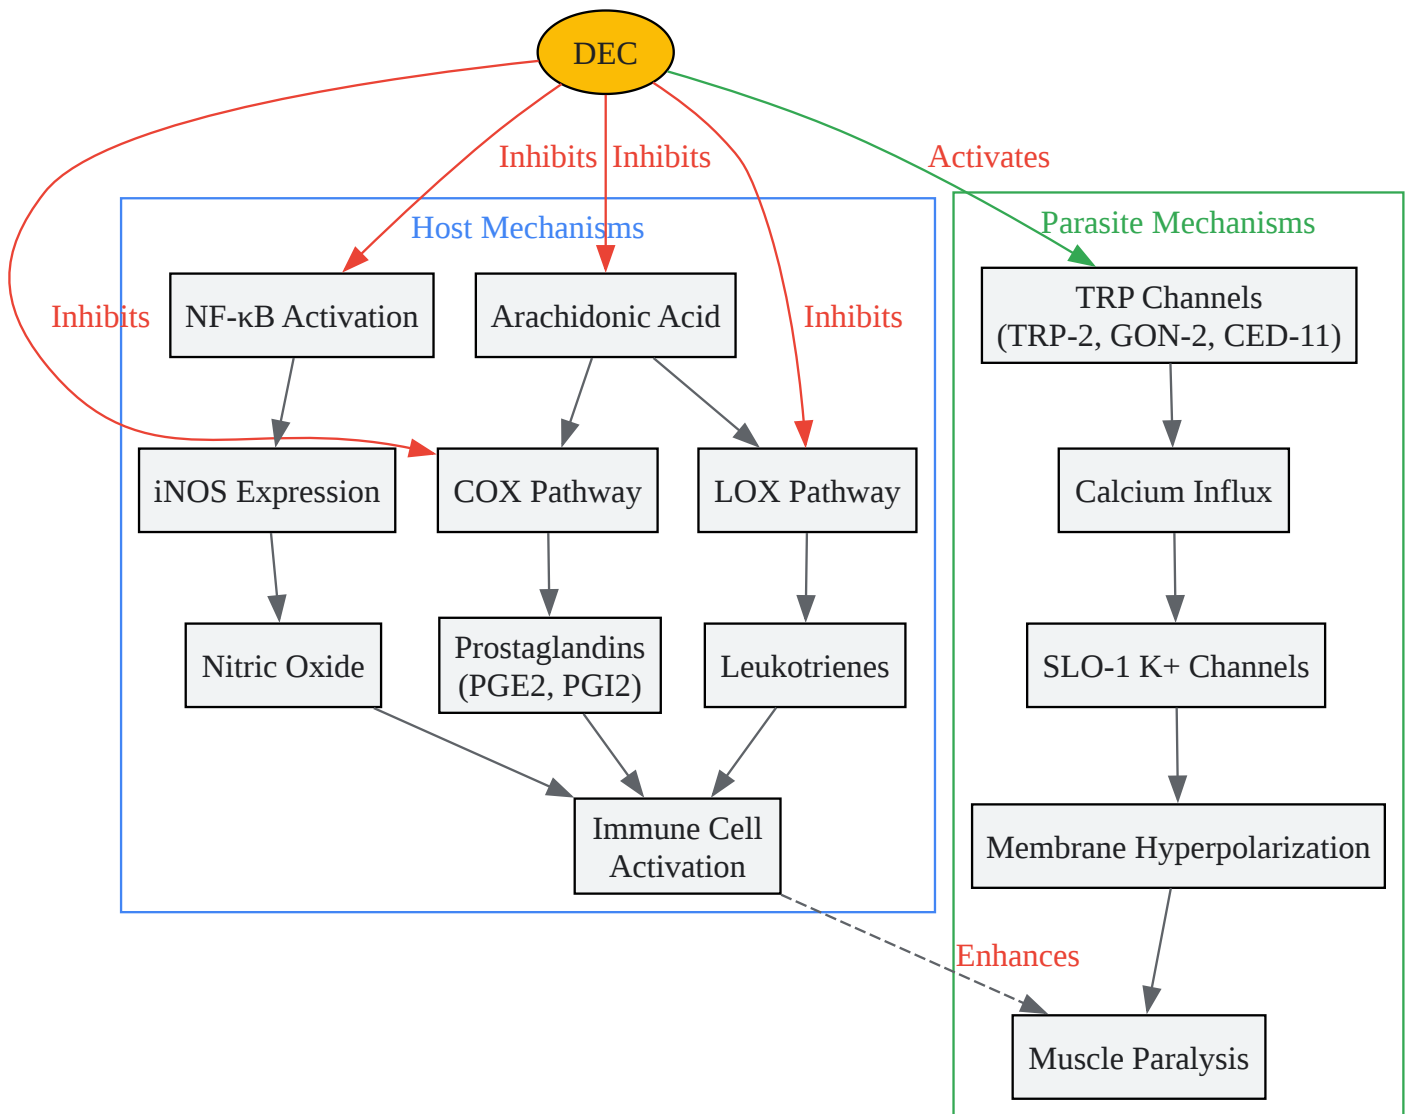 DEC
Inhibits
Inhibits
Activates
Host Mechanisms
Parasite Mechanisms
Inhibits
NF-κB Activation
Arachidonic Acid
Inhibits
TRP Channels
(TRP-2, GON-2, CED-11)
iNOS Expression
COX Pathway
LOX Pathway
Calcium Influx
Nitric Oxide
Prostaglandins
(PGE2, PGI2)
Leukotrienes
SLO-1 K+ Channels
Immune Cell
Activation
Membrane Hyperpolarization
Enhances
Muscle Paralysis